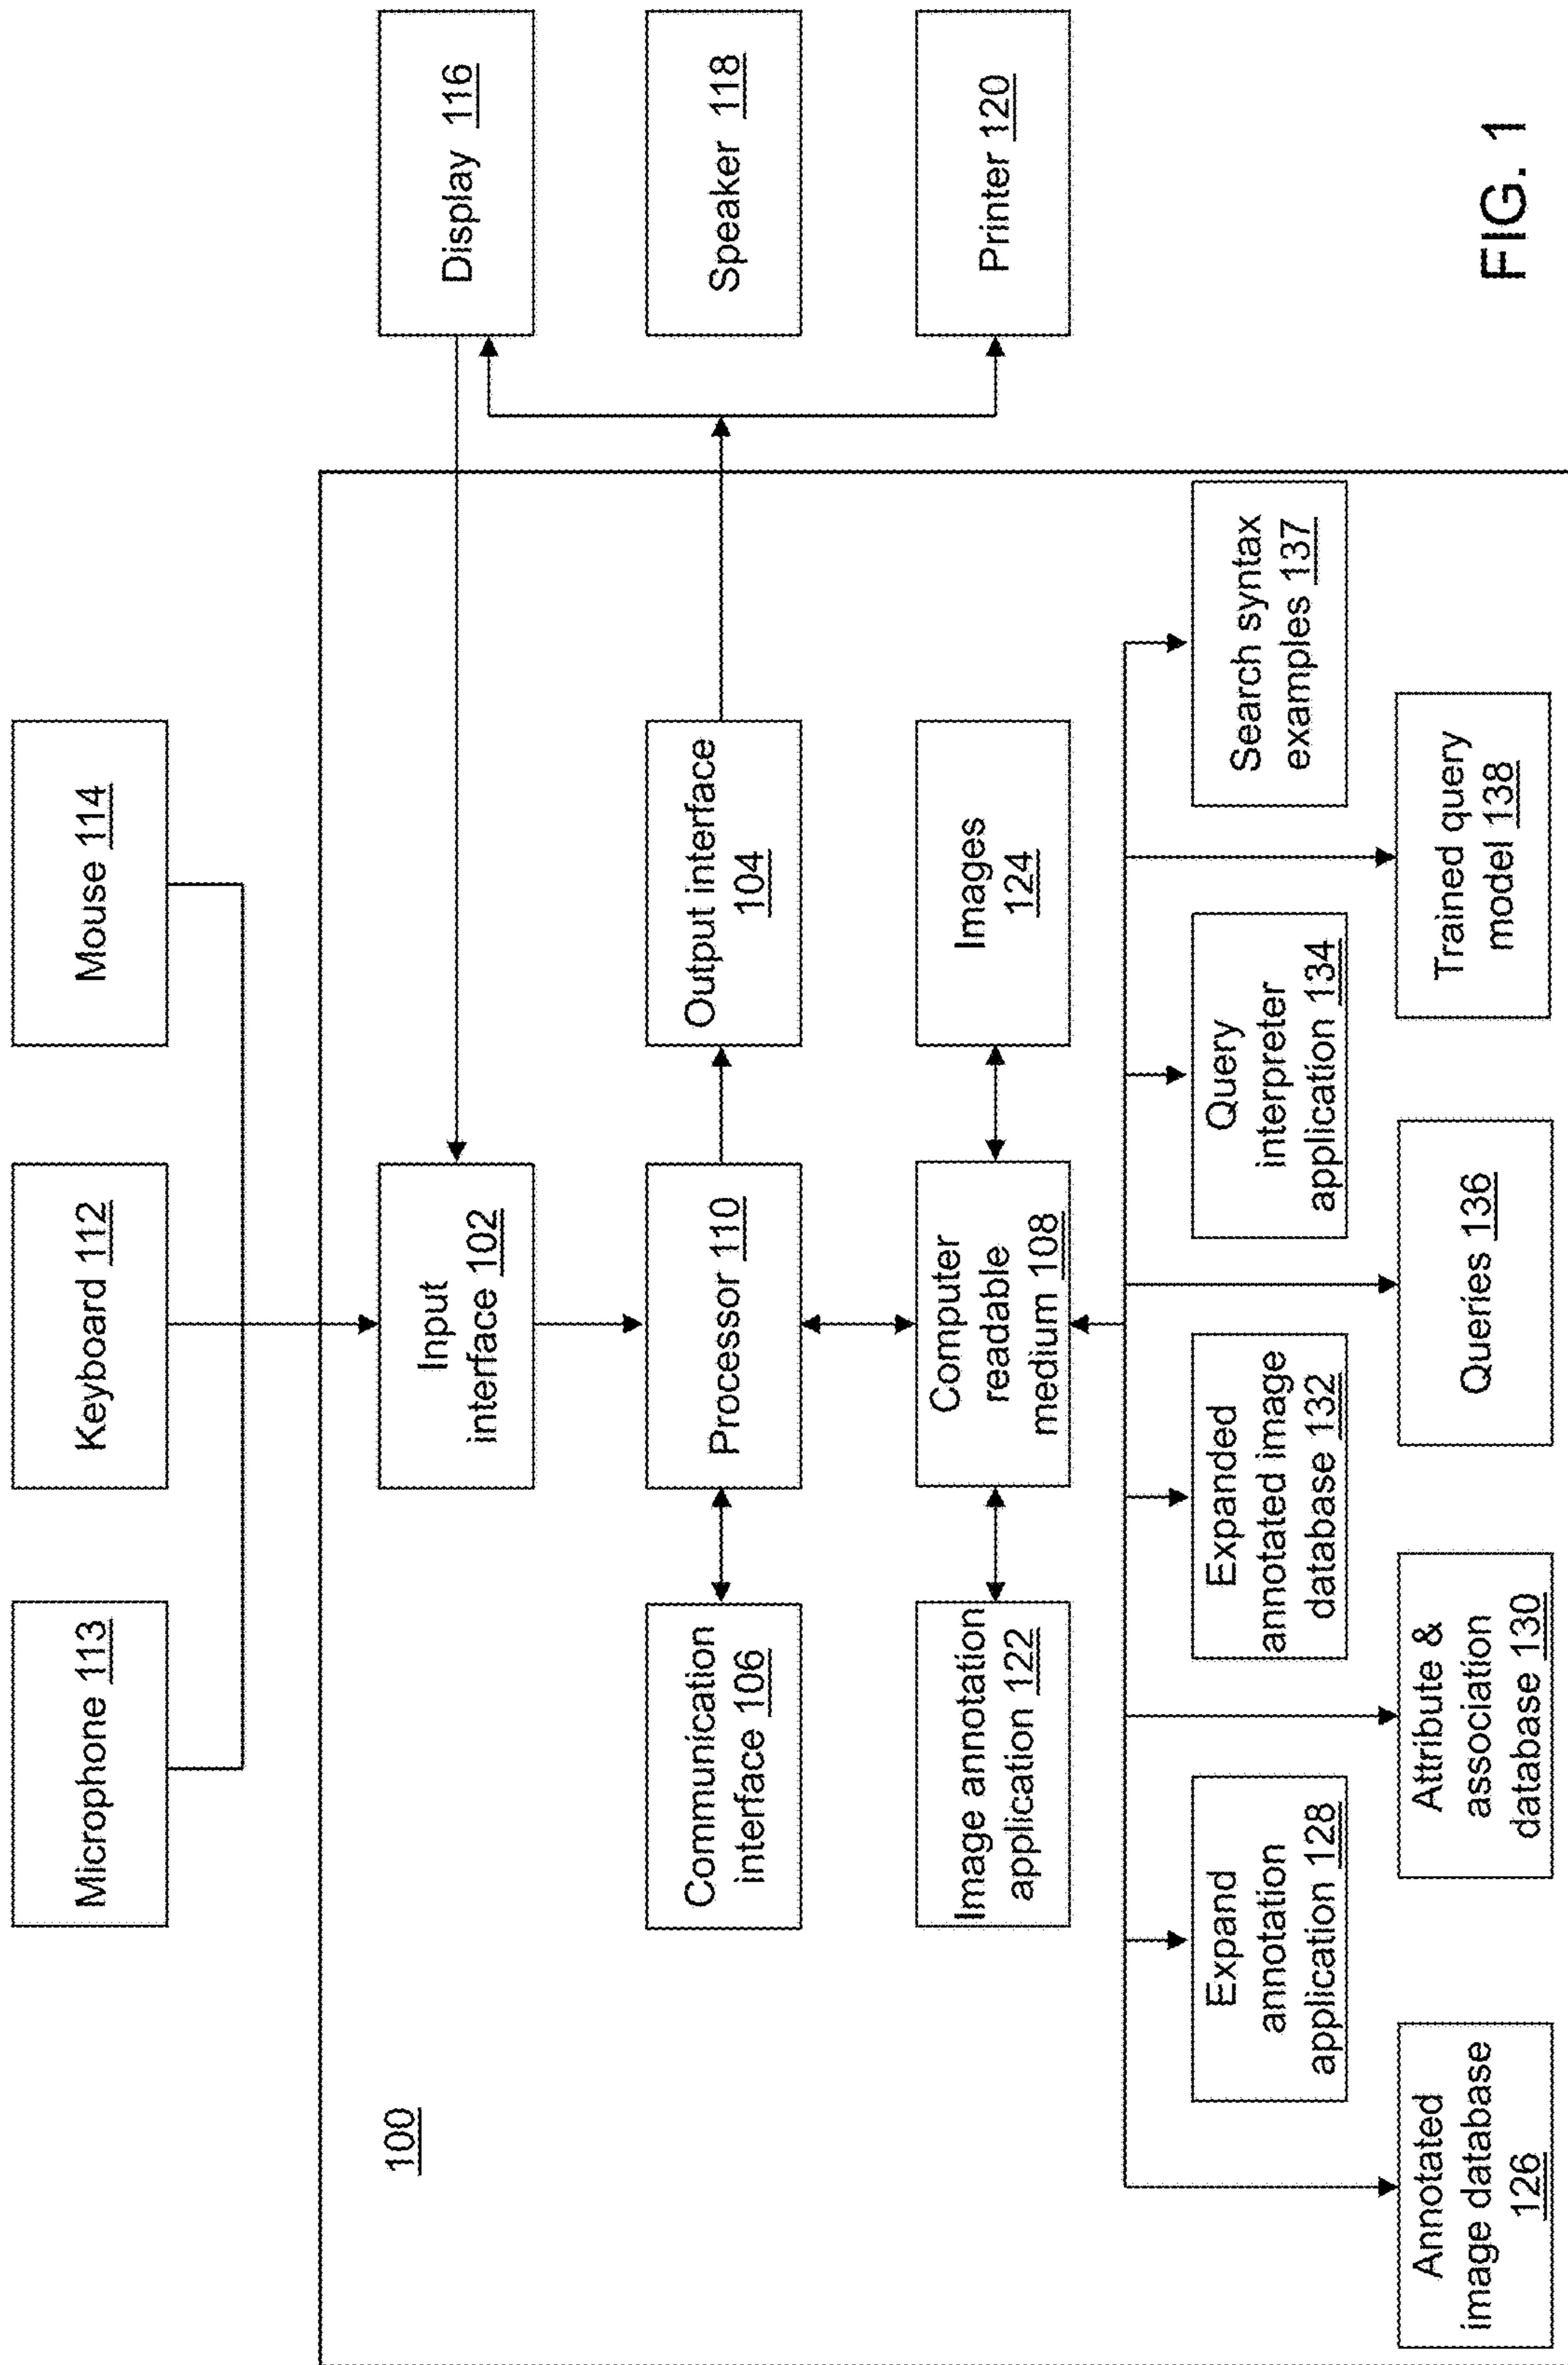 Microphone 113
Keyboard 112
Mouse 114
100
Input
interface 102
Display 116
Communication
interface 106
Processor 110
Output interface
104
Speaker 118
Image annotation
application 122
Computer
readable
medium 108
Images
124
Printer 120
Expand
annotation
application 128
Expanded
annotated image
database 132
Query
interpreter
application 134
Search syntax
examples 137
Annotated
image database
126
Attribute &
association
database 130
Queries 136
Trained query
model 138
FIG. 1